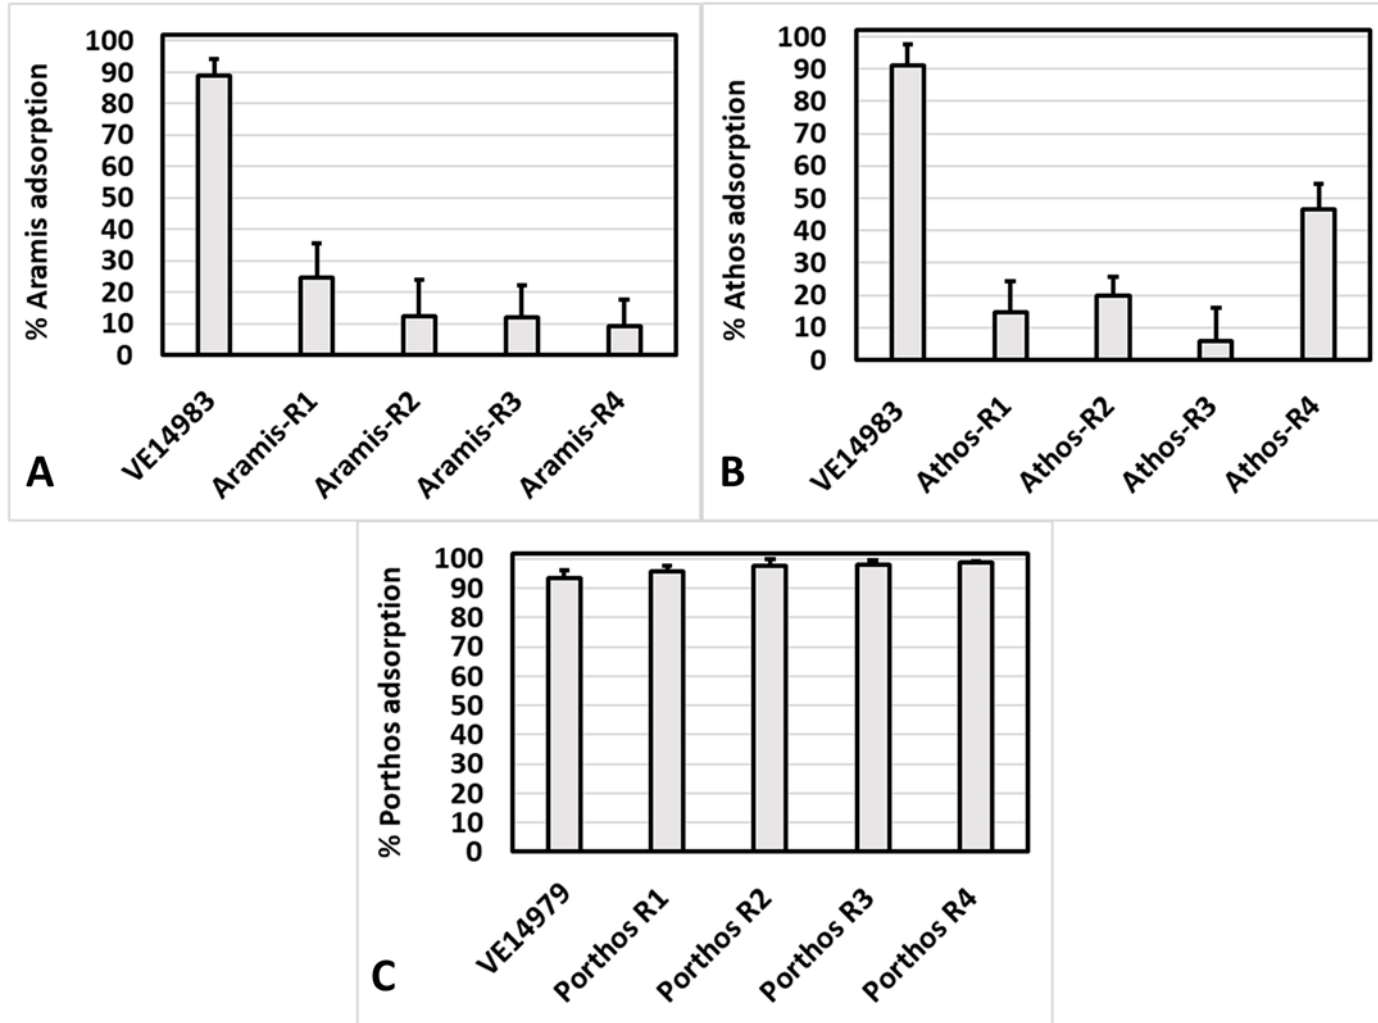 % Aramis adsorption
100
90
80
70
60
50
40
30
20
10
0
VE14983
Aramis-R1
Aramis-R2
Aramis-R3
Aramis-R4
A
% Athos adsorption
100
90
80
70
60
50
40
30
20
10
0
VE14983
Athos-R1
Athos-R2
Athos-R3
Athos-R4
B
% Porthos adsorption
100
90
80
70
60
50
40
30
20
10
0
VE14979
Porthos R1
Porthos R2
Porthos R3
Porthos R4
C